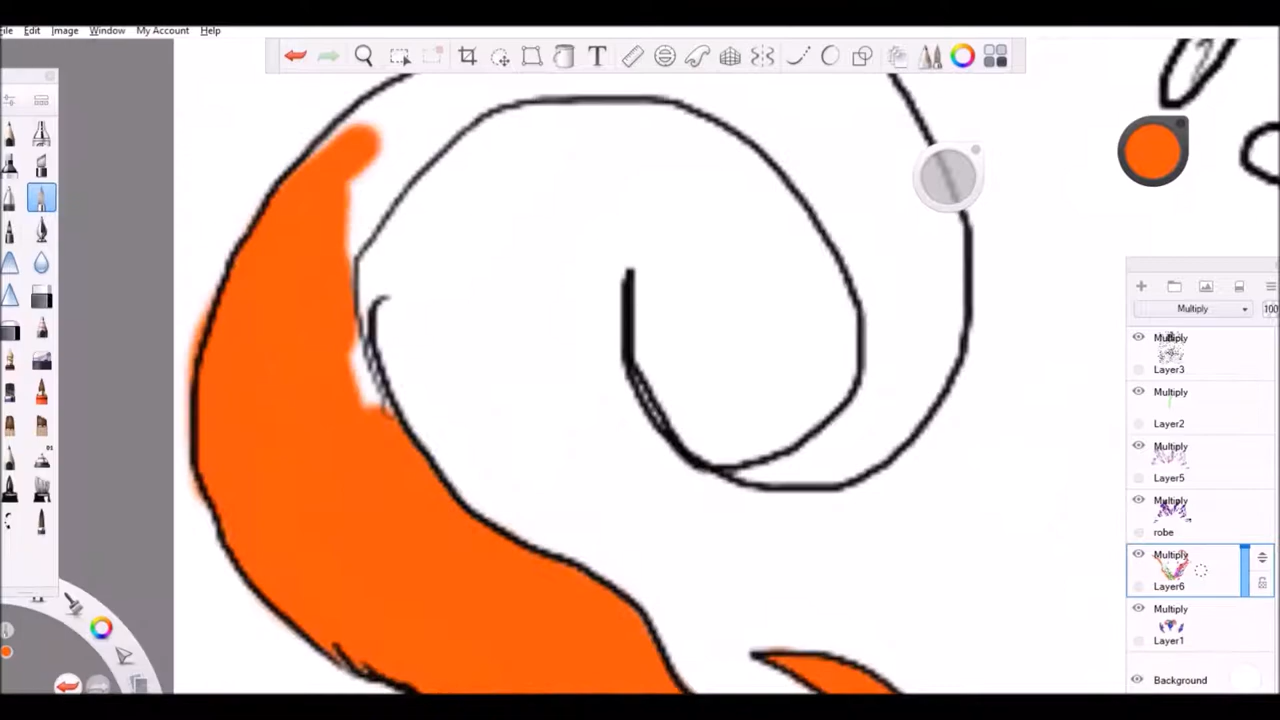 ile Edit Image Window My Account Help
T
Multiply 100
Multiply
Layer3
Multiply
Layer2
Multiply
Layer5
Multiply
robe
Multiply
Layer6
Multiply
Layer1
Background